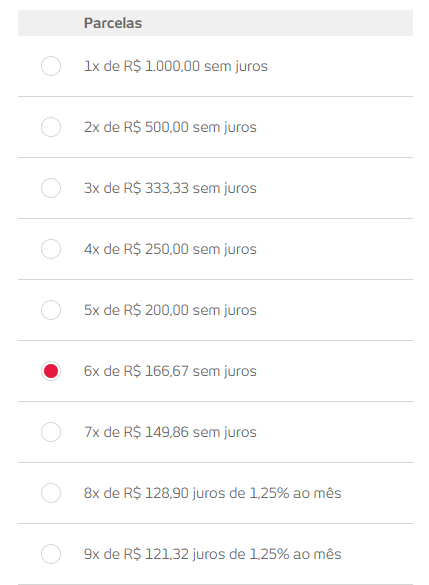 Parcelas
1x de R$ 1.000,00 sem juros
2x de R$ 500,00 sem juros
3x de R$ 333,33 sem juros
4x de R$ 250,00 sem juros
5x de R$ 200,00 sem juros
6x de R$ 166,67 sem juros
7x de R$ 149,86 sem juros
8x de R$ 128,90 juros de 1,25% ao mês
9x de R$ 121,32 juros de 1,25% ao mês